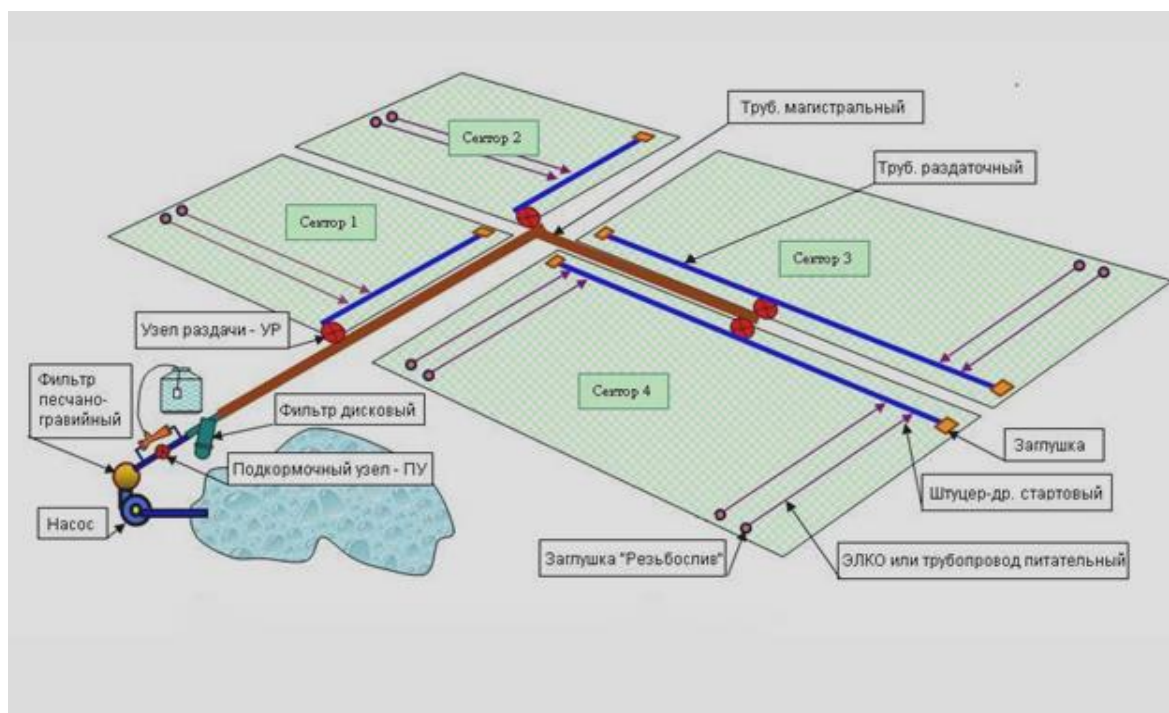 Труб. магистральный
Сектор 2
Труб. раздаточный
Сектор 1
Сектор 3
Узел раздачи - УР
Фильтр
песчано-
гравийный
Сектор 4
Фильтр дисковый
Заглушка
Подкормочный узел - ПУ
Штуцер-др. стартовый
Насос
Заглушка "Резьбослив"
ЭЛКО или трубопровод питательный